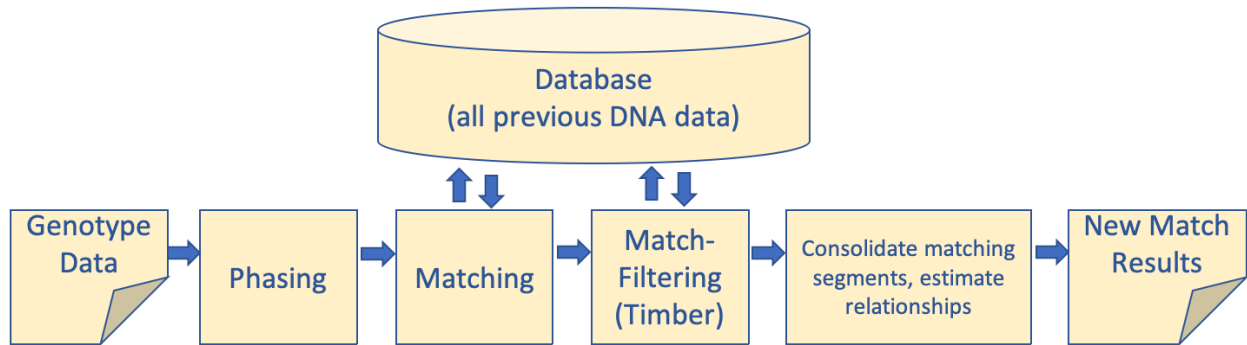 Database
(all previous DNA data)
Genotype
Data
Phasing
Matching
Match-
Filtering
(Timber)
Consolidate matching
segments, estimate
relationships
New Match
Results